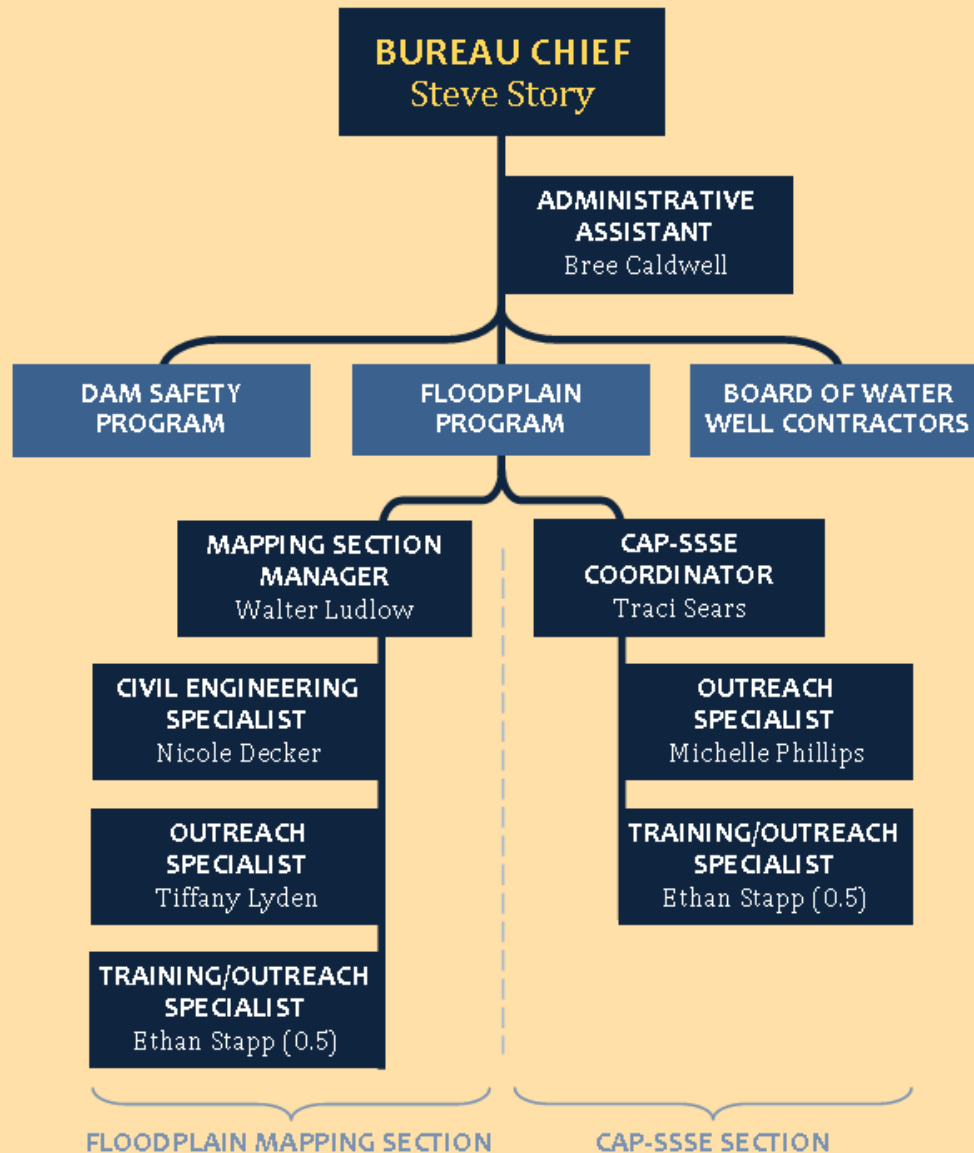 BUREAU CHIEF
Steve Story
ADMINISTRATIVE
ASSISTANT
Bree Caldwell
DAM SAFETY
PROGRAM
FLOODPLAIN
PROGRAM
BOARD OF WATER
WELL CONTRACTORS
MAPPING SECTION
MANAGER
Walter Ludlow
CIVIL ENGINEERING
SPECIALIST
Nicole Decker
OUTREACH
SPECIALIST
Tiffany Lyden
TRAINING/OUTREACH
SPECIALIST
Ethan Stapp (0.5)
FLOODPLAIN MAPPING SECTION
CAP-SSSE
COORDINATOR
Traci Sears
OUTREACH
SPECIALIST
Michelle Phillips
TRAINING/OUTREACH
SPECIALIST
Ethan Stapp (0.5)
CAP-SSSE SECTION